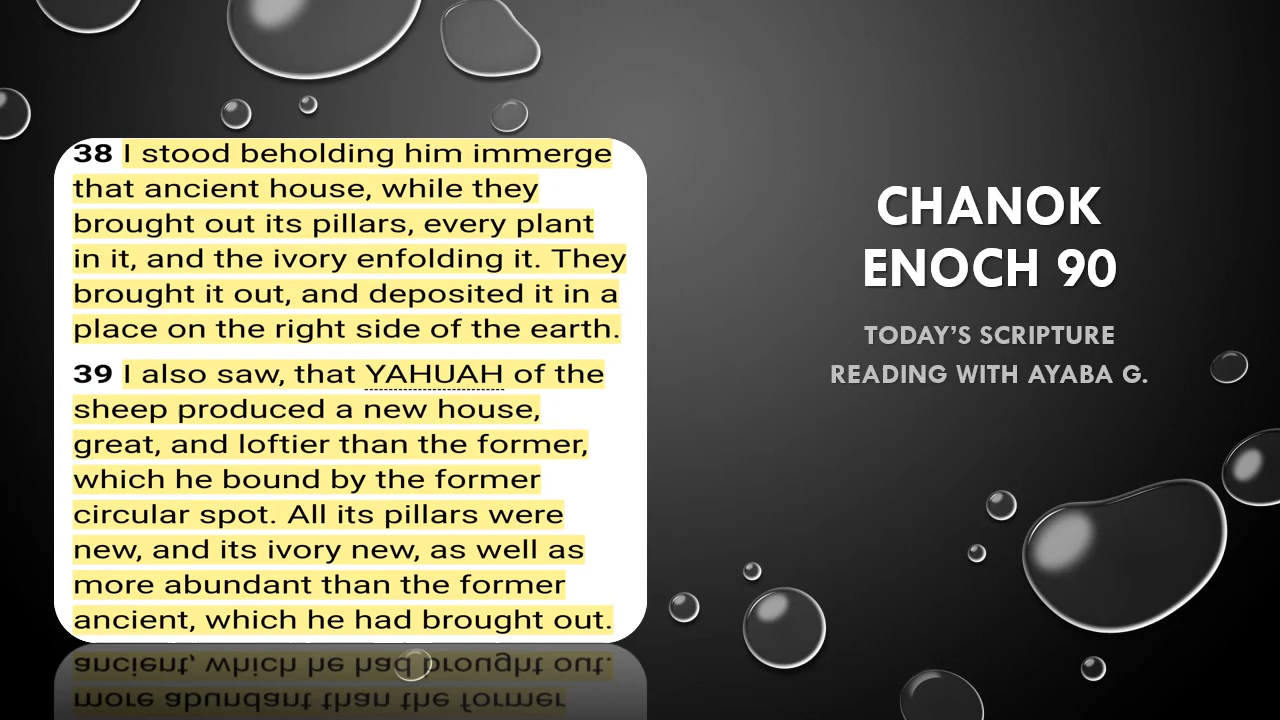 38 I stood beholding him immerge
that ancient house, while they
brought out its pillars, every plant
in it, and the ivory enfolding it. They
brought it out, and deposited it in a
place on the right side of the earth.
39 I also saw, that YAHUAH of the
sheep produced a new house,
great, and loftier than the former,
which he bound by the former
circular spot. All its pillars were
new, and its ivory new, as well as
more abundant than the former
ancient, which he had brought out.
CHANOK
ENOCH 90
TODAY’S SCRIPTURE
READING WITH AYABA G.